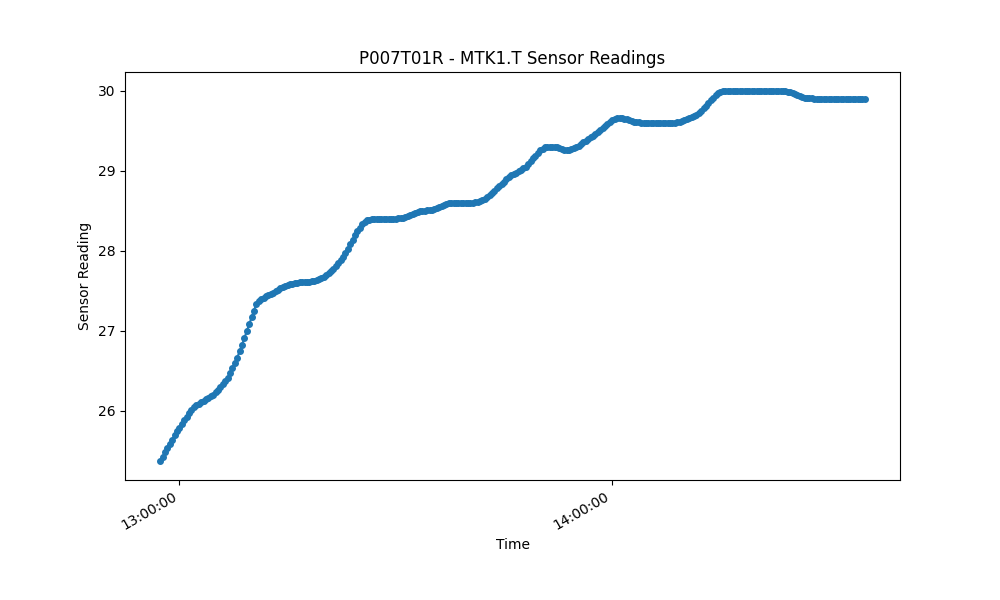 P007T01R - MTK1.T Sensor Readings
Sensor Reading
30
29
28
27
26
13:00:00
14:00:00
Time